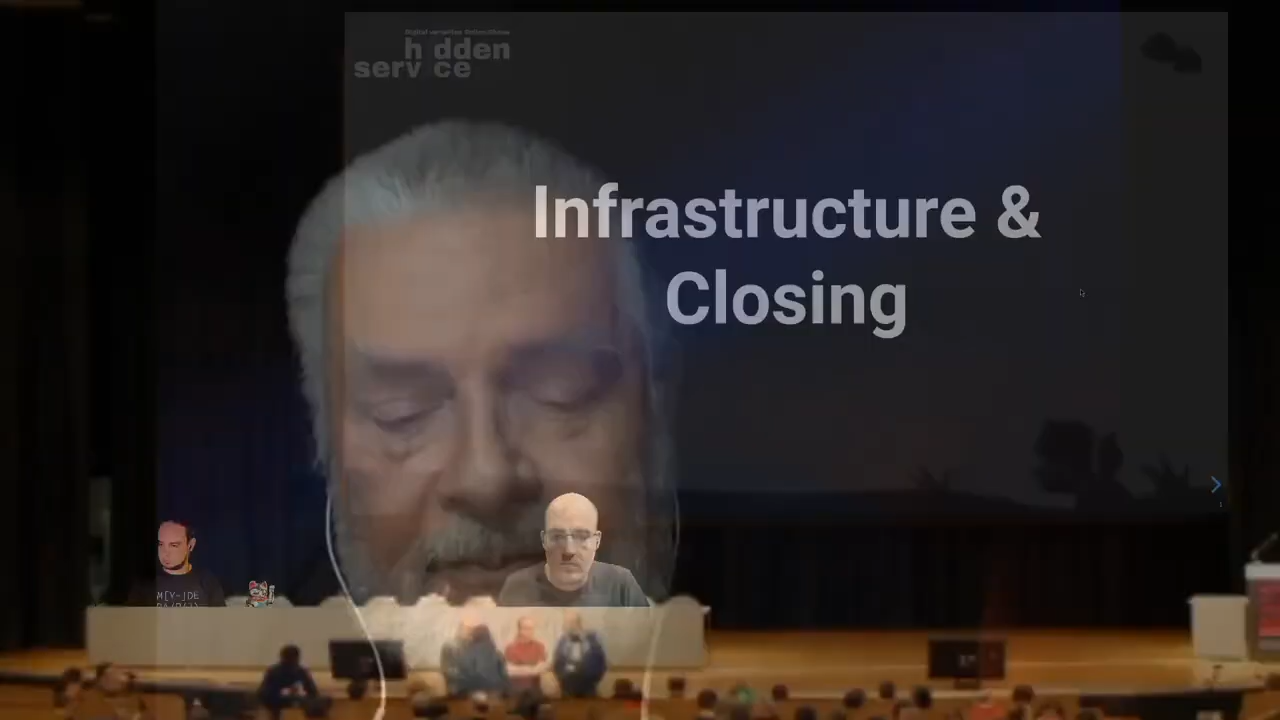 h dden
serv ce
Infrastructure &
Closing